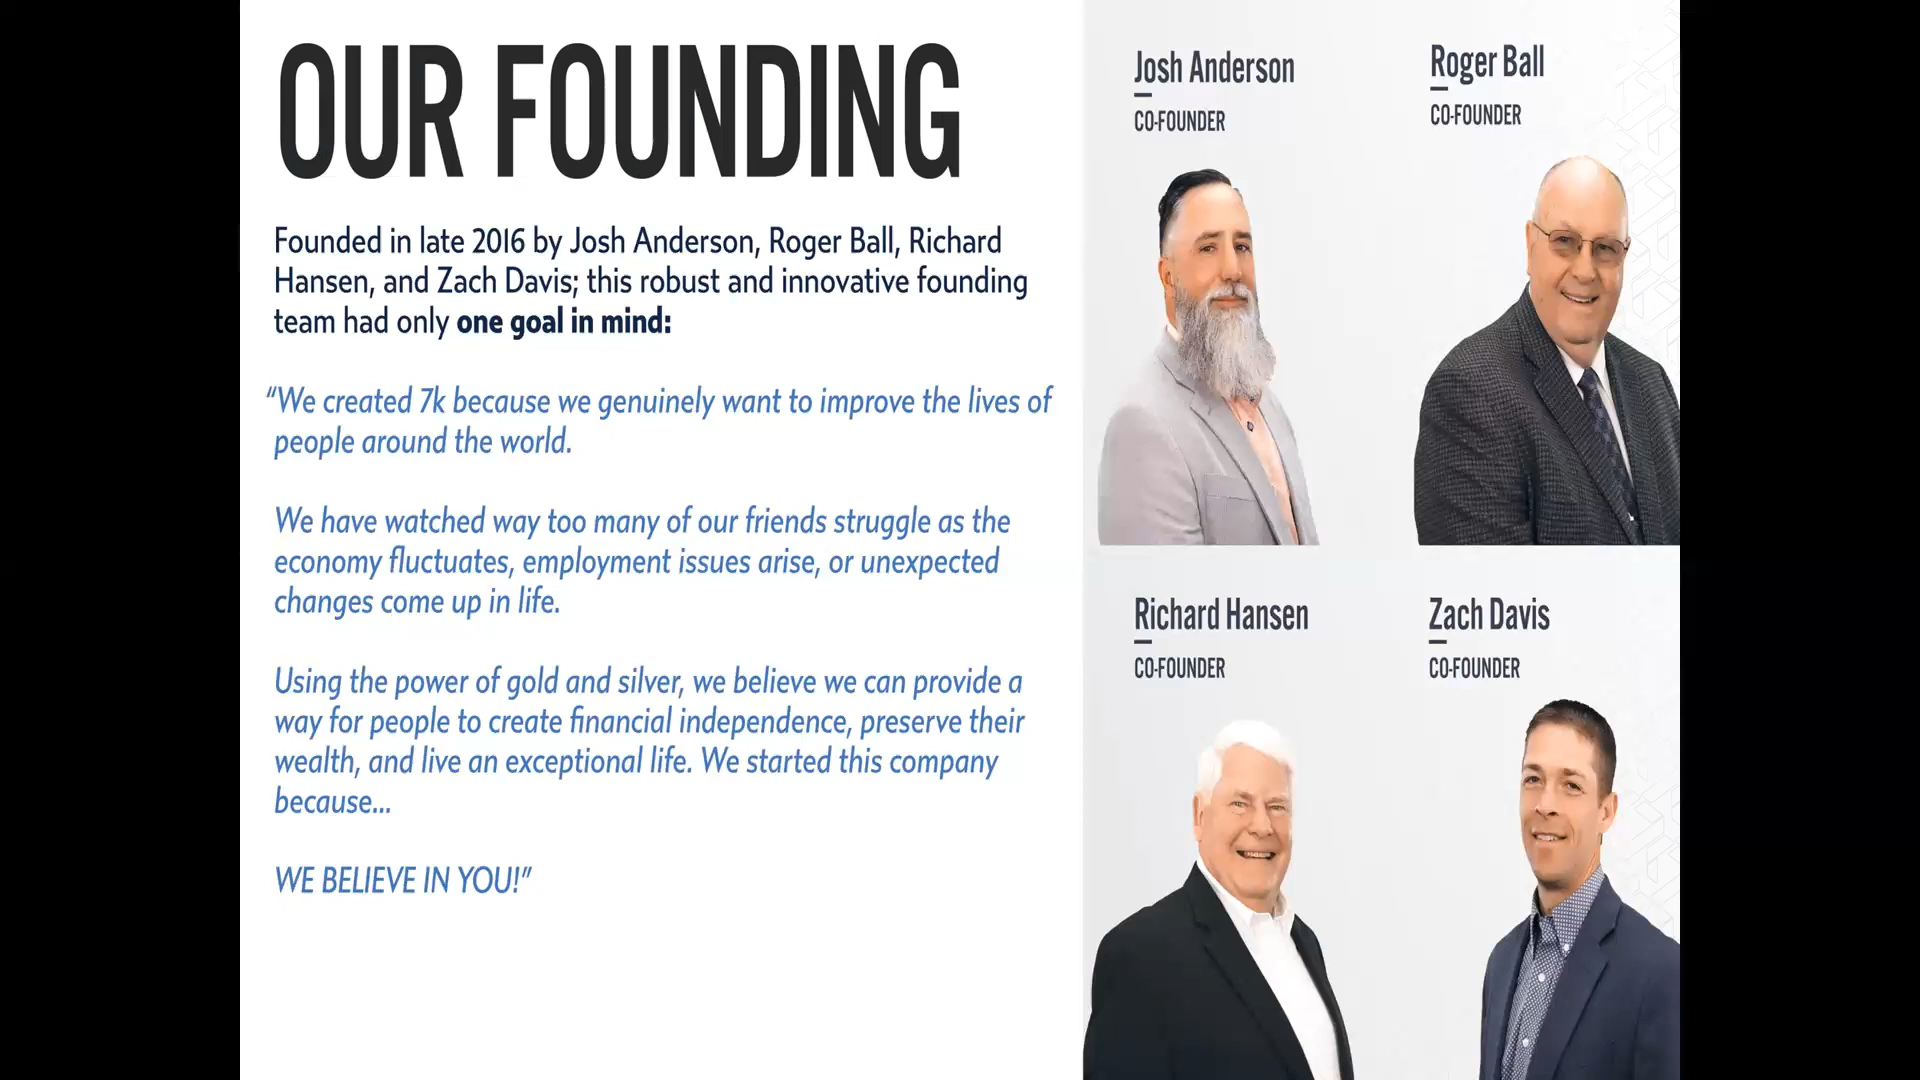 OUR FOUNDING
Founded in late 2016 by Josh Anderson, Roger Ball, Richard
Hansen, and Zach Davis; this robust and innovative founding
team had only one goal in mind:
“We created 7k because we genuinely want to improve the lives of
people around the world.
We have watched way too many of our friends struggle as the
economy fluctuates, employment issues arise, or unexpected
changes come up in life.
Using the power of gold and silver, we believe we can provide a
way for people to create financial independence, preserve their
wealth, and live an exceptional life. We started this company
because...
WE BELIEVE IN YOU!”
Josh Anderson
CO-FOUNDER
Roger Ball
CO-FOUNDER
Richard Hansen
CO-FOUNDER
Zach Davis
CO-FOUNDER